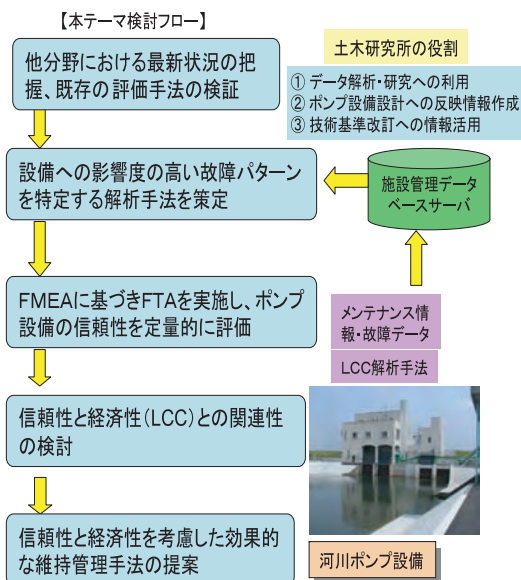 【本テーマ検討フロー】
他分野における最新状況の把
握、既存の評価手法の検証
設備への影響度の高い故障パターン
を特定する解析手法を策定
FMEAに基づきFTAを実施し、ポンプ
設備の信頼性を定量的に評価
信頼性と経済性(LCC)との関連性
の検討
信頼性と経済性を考慮した効果的
な維持管理手法の提案
土木研究所の役割
① データ解析・研究への利用
② ポンプ設備設計への反映情報作成
③ 技術基準改訂への情報活用
施設管理データ
ベースサーバ
メンテナンス情
報・故障データ
LCC解析手法
河川ポンプ設備